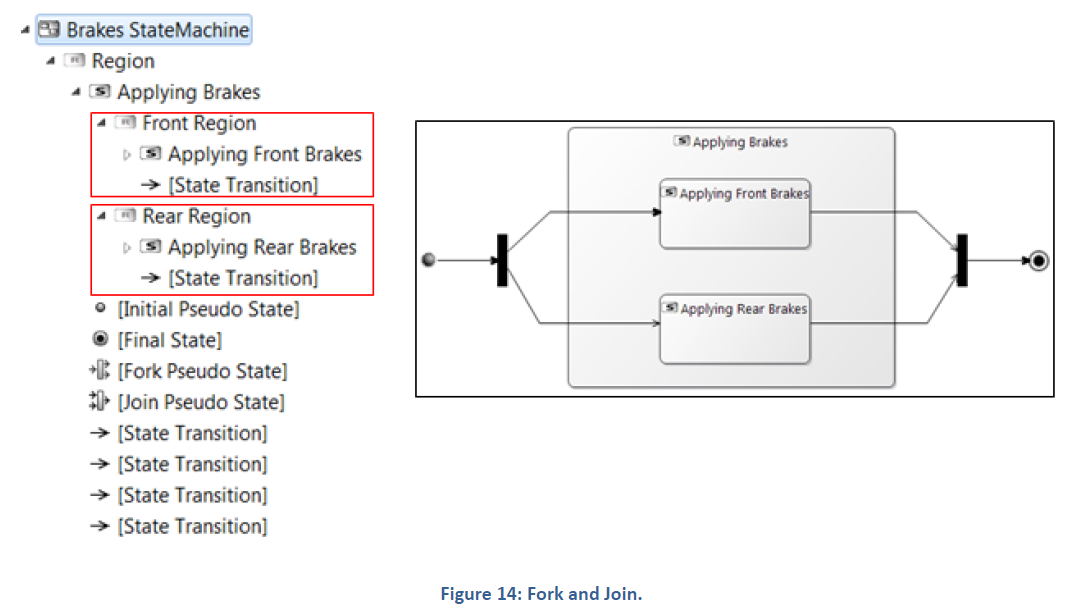 Brakes StateMachine
Region
Applying Brakes
Front Region
Applying Front Brakes
[State Transition]
Rear Region
Applying Rear Brakes
[State Transition]
[Initial Pseudo State]
[Final State]
[Fork Pseudo State]
[Join Pseudo State]
[State Transition]
[State Transition]
[State Transition]
[State Transition]
Applying Brakes
Applying Front Brakes
Applying Rear Brakes
Figure 14: Fork and Join.